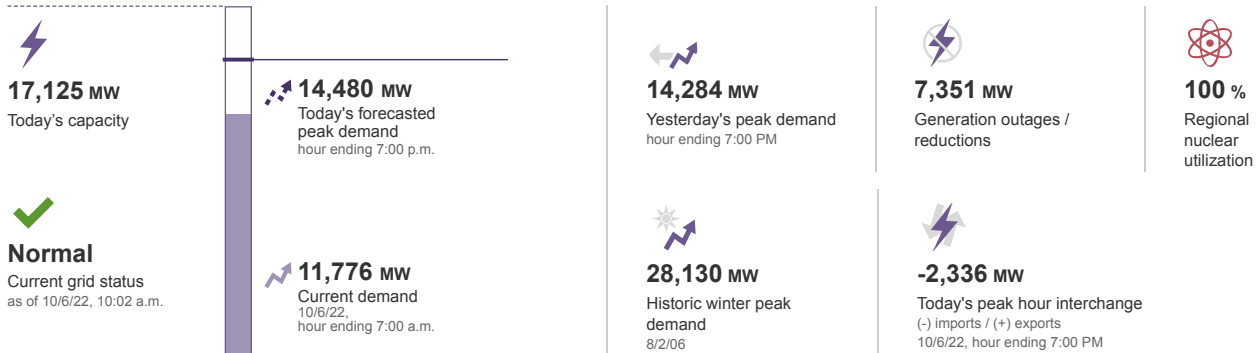 17,125 MW
Today's capacity
Normal
Current grid status
as of 10/6/22, 10:02 a.m.
14,480 MW
Today's forecasted
peak demand
hour ending 7:00 p.m.
11,776 MW
Current demand
10/6/22,
hour ending 7:00 a.m.
14,284 MW
Yesterday's peak demand
hour ending 7:00 PM
7,351 MW
Generation outages /
reductions
100 %
Regional
nuclear
utilization
28,130 MW
Historic winter peak
demand
8/2/06
-2,336 MW
Today's peak hour interchange
(-) imports / (+) exports
10/6/22, hour ending 7:00 PM